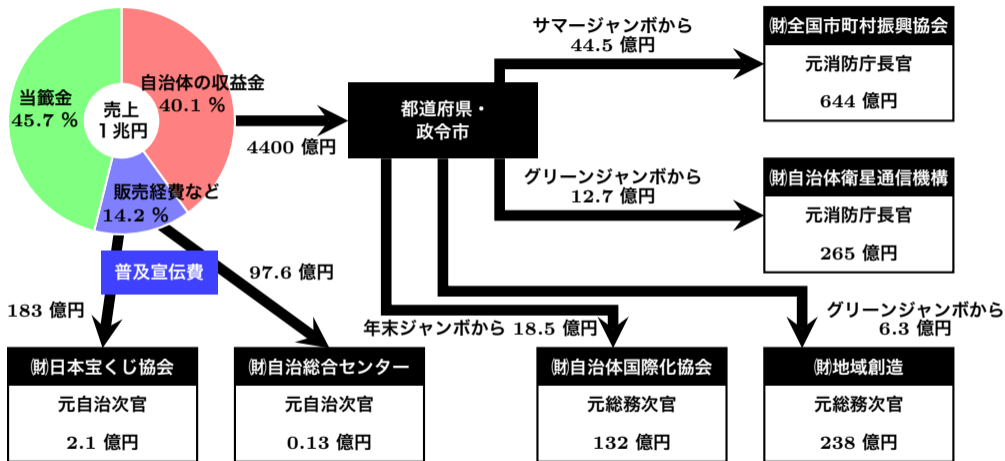 当籤金
45.7 %
自治体の収益金
40.1 %
売上
1兆円
販売経費など
14.2 %
4400 億円
都道府県・
政令市
サマージャンボから
44.5 億円
㈶全国市町村振興協会
元消防庁長官
644 億円
グリーンジャンボから
12.7 億円
㈶自治体衛星通信機構
元消防庁長官
265 億円
普及宣伝費
183 億円
97.6 億円
年末ジャンボから 18.5 億円
グリーンジャンボから
6.3 億円
㈶日本宝くじ協会
元自治次官
2.1 億円
㈶自治総合センター
元自治次官
0.13 億円
㈶自治体国際化協会
元総務次官
132 億円
㈶地域創造
元総務次官
238 億円